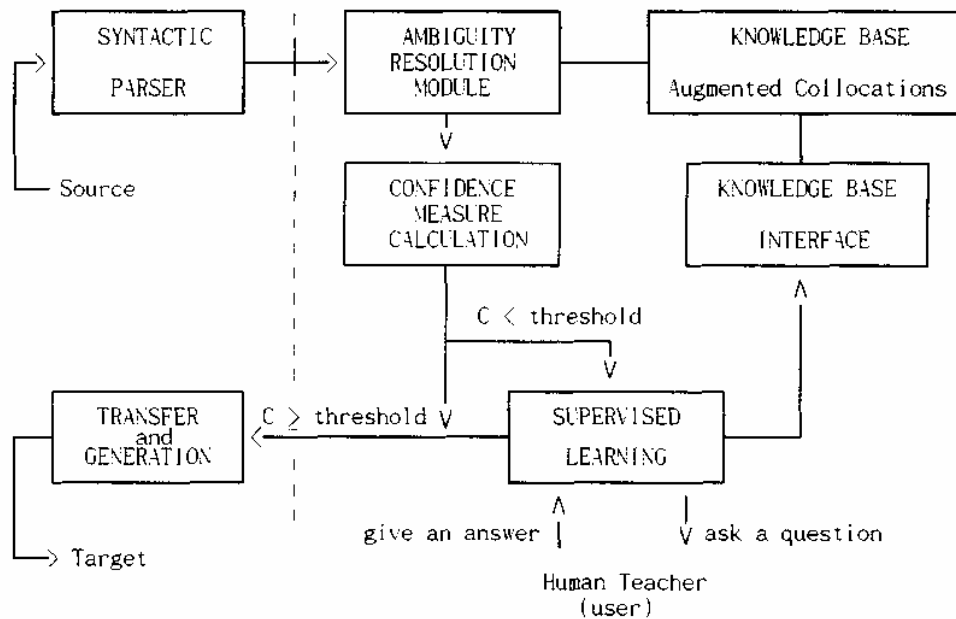 SYNTACTIC
PARSER
AMBIGUITY
RESOLUTION
MODULE
KNOWLEDGE BASE
Augmented Collocations
Source
CONFIDENCE
MEASURE
CALCULATION
KNOWLEDGE BASE
INTERFACE
C < threshold
TRANSFER
and
GENERATION
C ≥ threshold
SUPERVISED
LEARNING
give an answer
ask a question
Target
Human Teacher
(user)